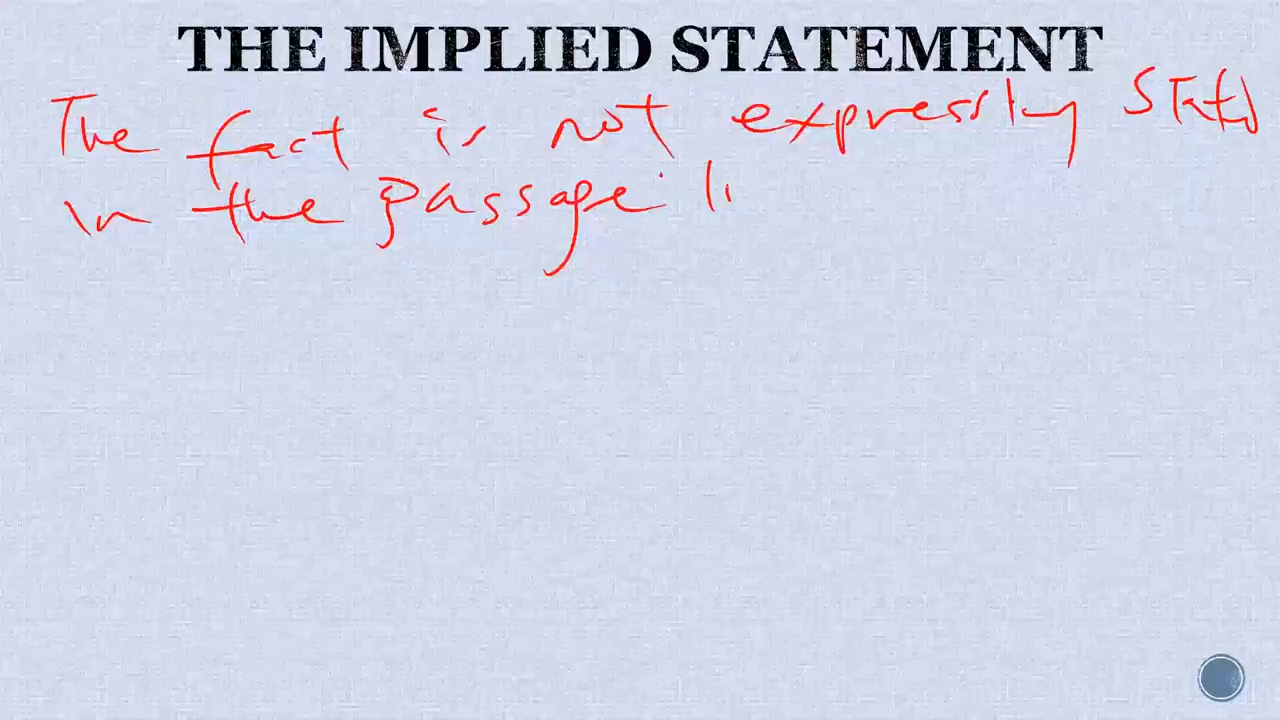 THE IMPLIED STATEMENT
The fact is not expressly stated
in the passage.